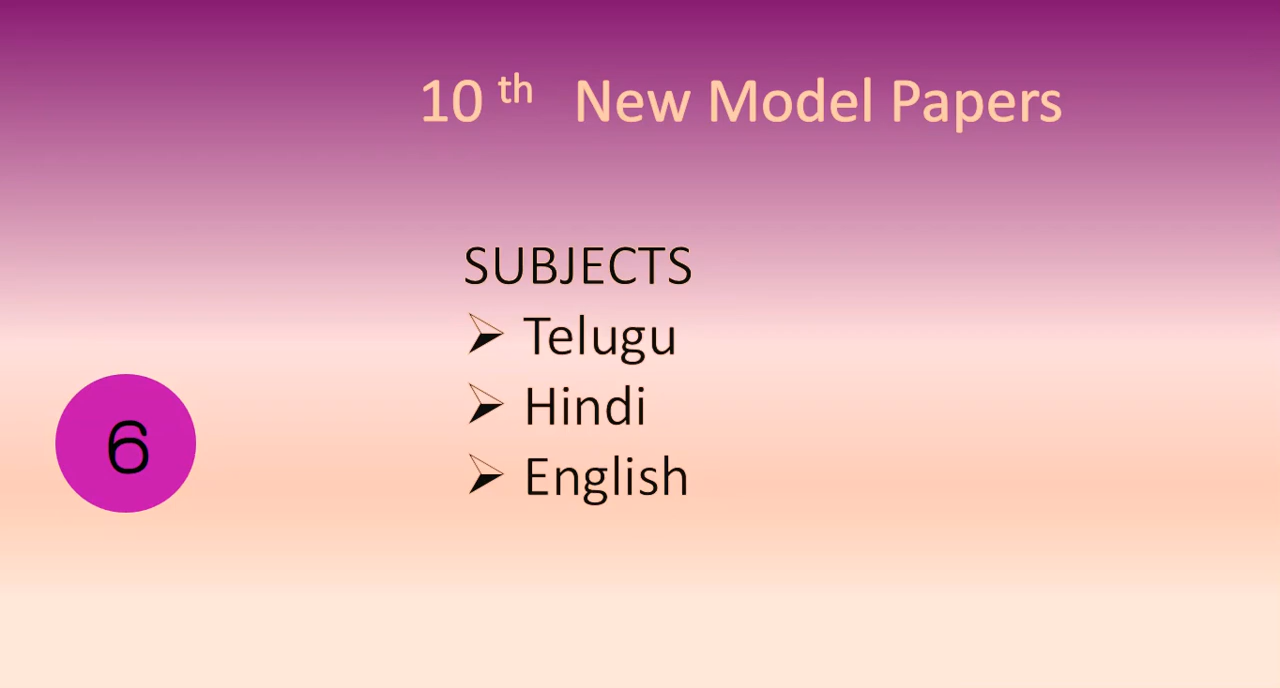 10 th New Model Papers
SUBJECTS
➢ Telugu
➢ Hindi
➢ English
6